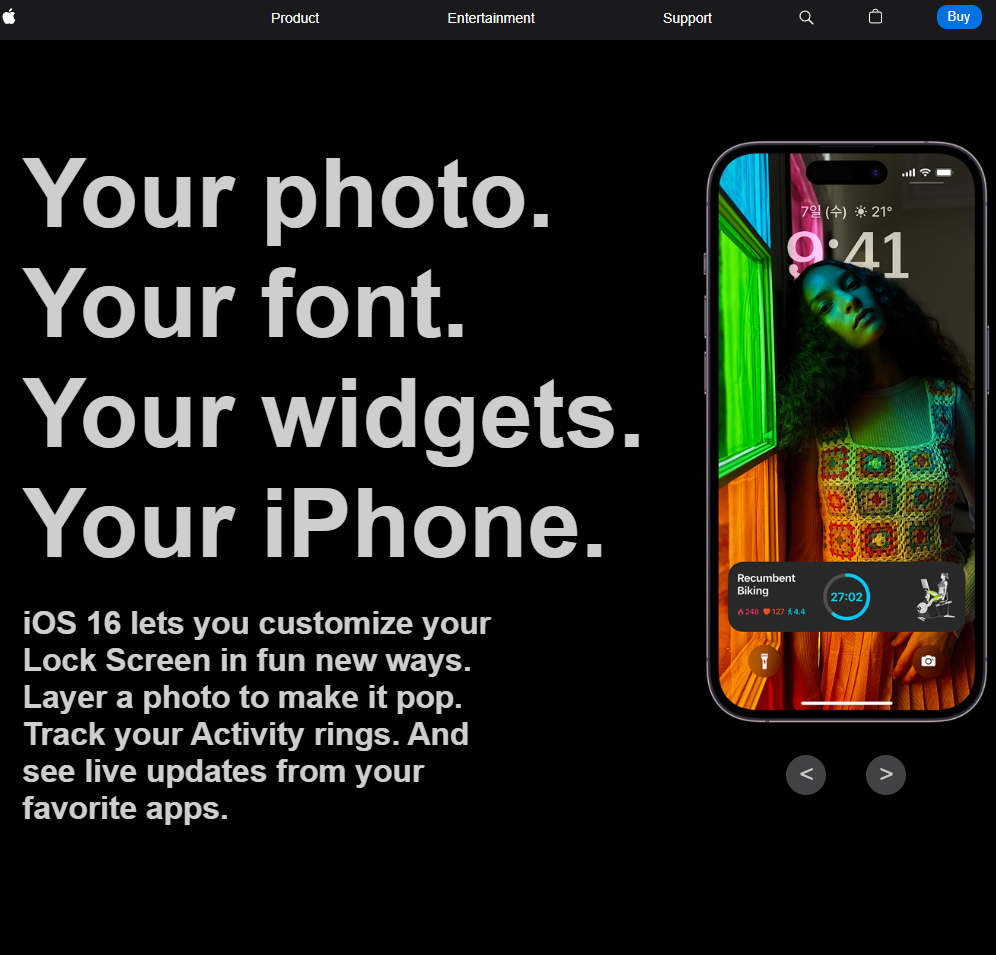 Product
Entertainment
Support
Buy
Your photo.
Your font.
Your widgets.
Your iPhone.
iOS 16 lets you customize your
Lock Screen in fun new ways.
Layer a photo to make it pop.
Track your Activity rings. And
see live updates from your
favorite apps.
7일 (수) 21°
9:41
Recumbent
Biking
246 127 4.4
27:02
<
>